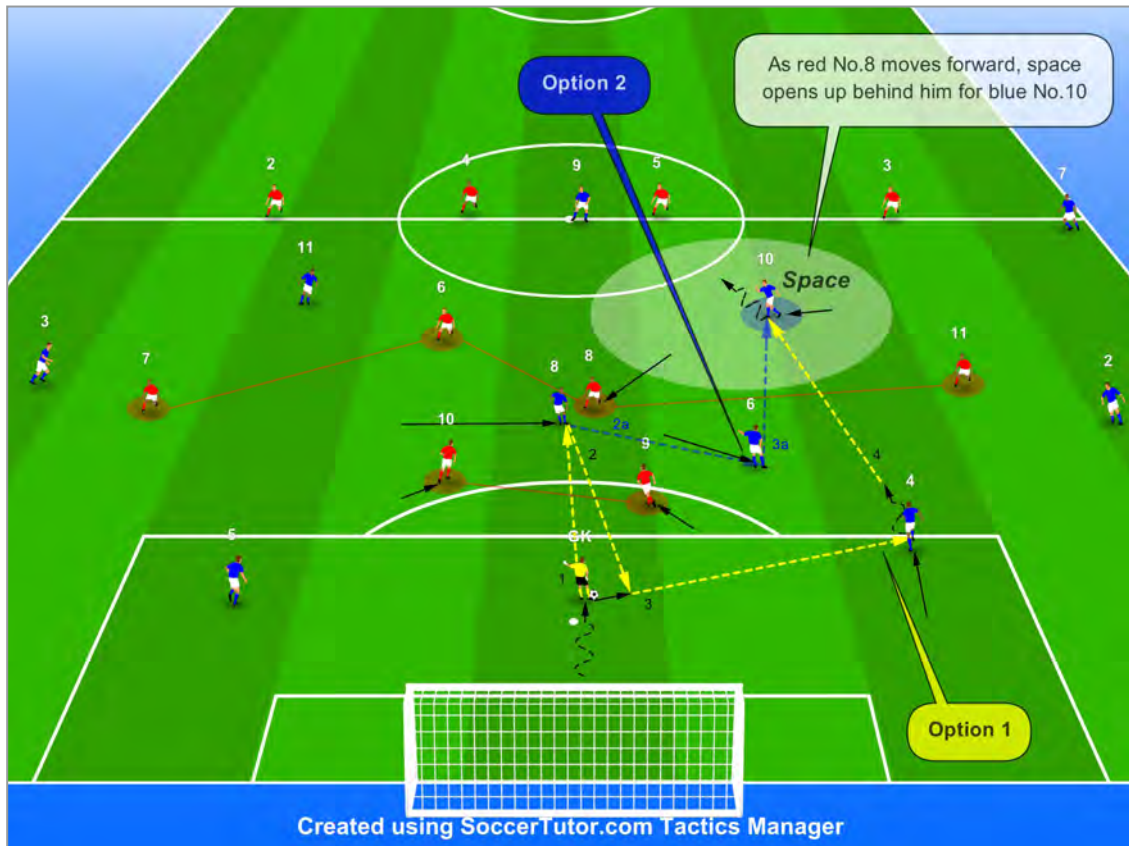 Option 2
As red No.8 moves forward, space
opens up behind him for blue No.10
2
4
9
5
3
7
11
10
Space
6
3
7
8
8
11
2
6
10
2a
3a
2
9
4
4
GK
5
1
3
Option 1
Created using SoccerTutor.com Tactics Manager